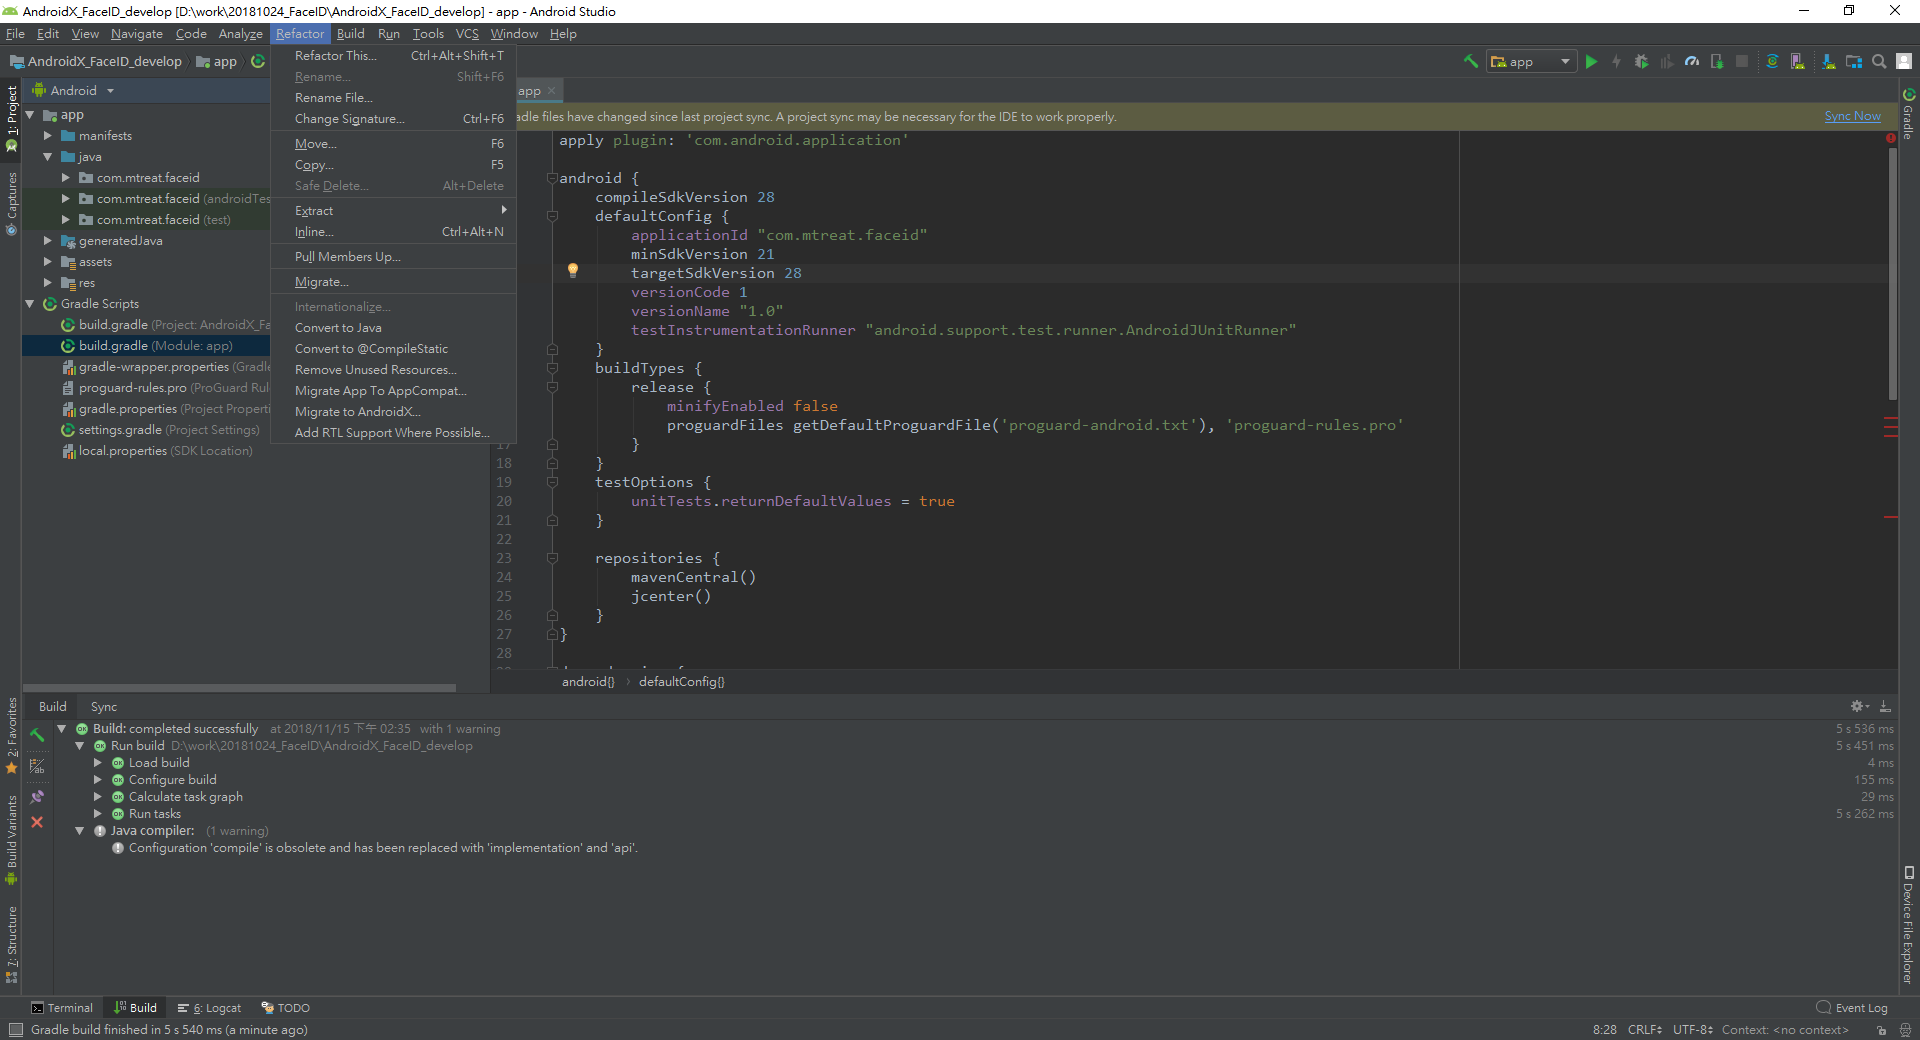 AndroidX_FaceID_develop [D:\work\20181024_FaceID\AndroidX_FaceID_develop] - app - Android Studio
File Edit View Navigate Code Analyze Refactor Build Run Tools VCS Window Help
AndroidX_FaceID_develop app
app
Refactor This... Ctrl+Alt+Shift+T
Rename... Shift+F6
Rename File...
Change Signature... Ctrl+F6
Move... F6
Copy... F5
Safe Delete... Alt+Delete
Extract
Inline... Ctrl+Alt+N
Pull Members Up...
Migrate...
Internationalize...
Convert to Java
Convert to @CompileStatic
Remove Unused Resources...
Migrate App To AppCompat...
Migrate to AndroidX...
Add RTL Support Where Possible...
1: Project
Captures
2: Favorites
Build Variants
7: Structure
Android
app
manifests
java
com.mtreat.faceid
com.mtreat.faceid (androidTes
com.mtreat.faceid (test)
generatedJava
assets
res
Gradle Scripts
build.gradle (Project: AndroidX_Fa
build.gradle (Module: app)
gradle-wrapper.properties (Gradle
proguard-rules.pro (ProGuard Rul
gradle.properties (Project Properti
settings.gradle (Project Settings)
local.properties (SDK Location)
app
adle files have changed since last project sync. A project sync may be necessary for the IDE to work properly. Sync Now
apply plugin: 'com.android.application'
android {
compileSdkVersion 28
defaultConfig {
applicationId "com.mtreat.faceid"
minSdkVersion 21
targetSdkVersion 28
versionCode 1
versionName "1.0"
testInstrumentationRunner "android.support.test.runner.AndroidJUnitRunner"
}
buildTypes {
release {
minifyEnabled false
proguardFiles getDefaultProguardFile('proguard-android.txt'), 'proguard-rules.pro'
17 }
18 }
19 testOptions {
20 unitTests.returnDefaultValues = true
21 }
22
23 repositories {
24 mavenCentral()
25 jcenter()
26 }
27 }
28
android{} › defaultConfig{}
Gradle
Device File Explorer
Build Sync
Build: completed successfully at 2018/11/15 下午 02:35 with 1 warning 5 s 536 ms
Run build D:\work\20181024_FaceID\AndroidX_FaceID_develop 5 s 451 ms
Load build 4 ms
Configure build 155 ms
Calculate task graph 29 ms
Run tasks 5 s 262 ms
Java compiler: (1 warning)
Configuration 'compile' is obsolete and has been replaced with 'implementation' and 'api'.
Terminal Build 6: Logcat TODO Event Log
Gradle build finished in 5 s 540 ms (a minute ago) 8:28 CRLF UTF-8 Context: <no context>